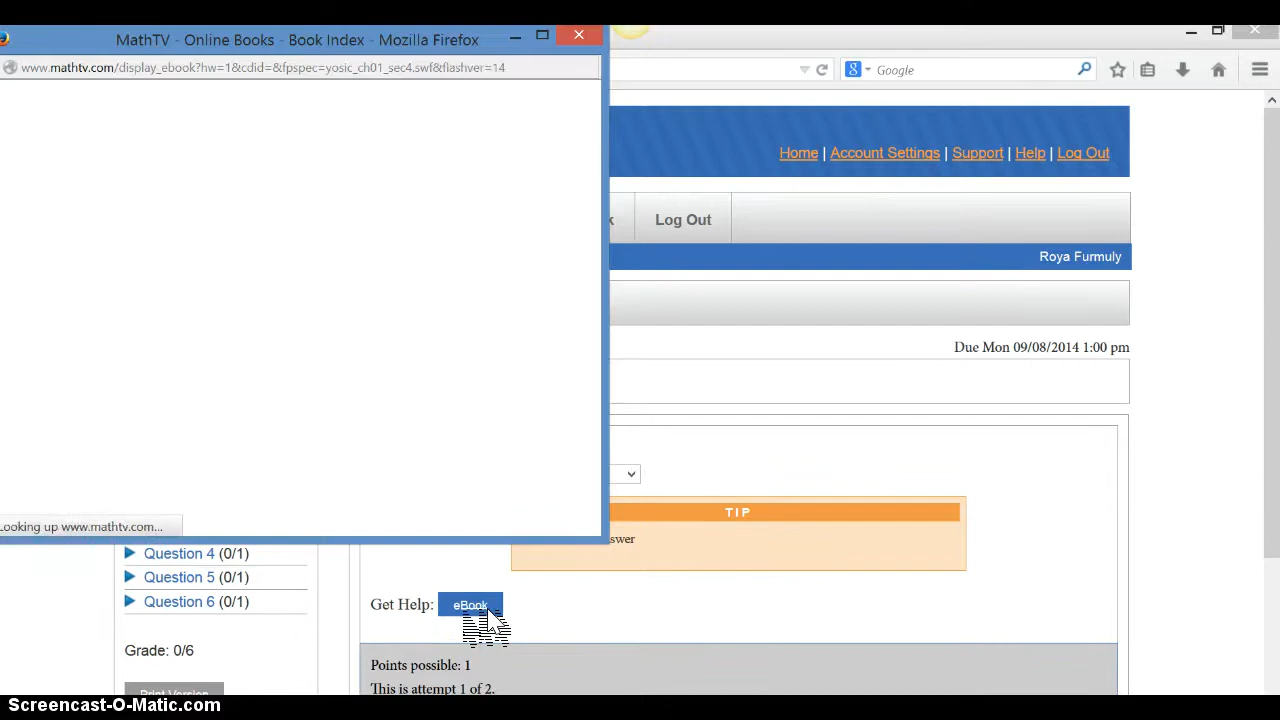 MathTV - Online Books - Book Index - Mozilla Firefox
www.mathtv.com/display_ebook?hw=1&cdid=&fpspec=yosic_ch01_sec4.swf&flashver=14
Google
Home | Account Settings | Support | Help | Log Out
k Log Out
Roya Furmuly
Due Mon 09/08/2014 1:00 pm
TIP
swer
Looking up www.mathtv.com...
Question 4 (0/1)
Question 5 (0/1)
Question 6 (0/1)
Get Help: eBook
Grade: 0/6
Points possible: 1
This is attempt 1 of 2.
Print Version
Screencast-O-Matic.com